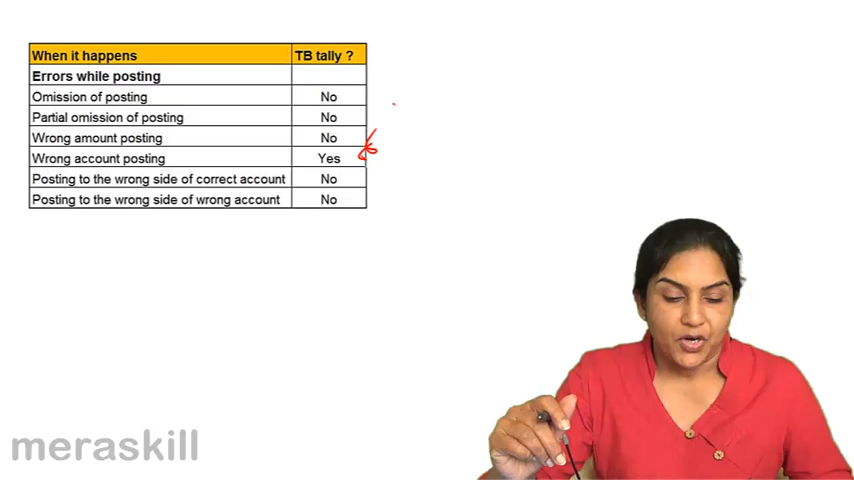 When it happens TB tally ?
Errors while posting
Omission of posting No
Partial omission of posting No
Wrong amount posting No
Wrong account posting Yes
Posting to the wrong side of correct account No
Posting to the wrong side of wrong account No
meraskill